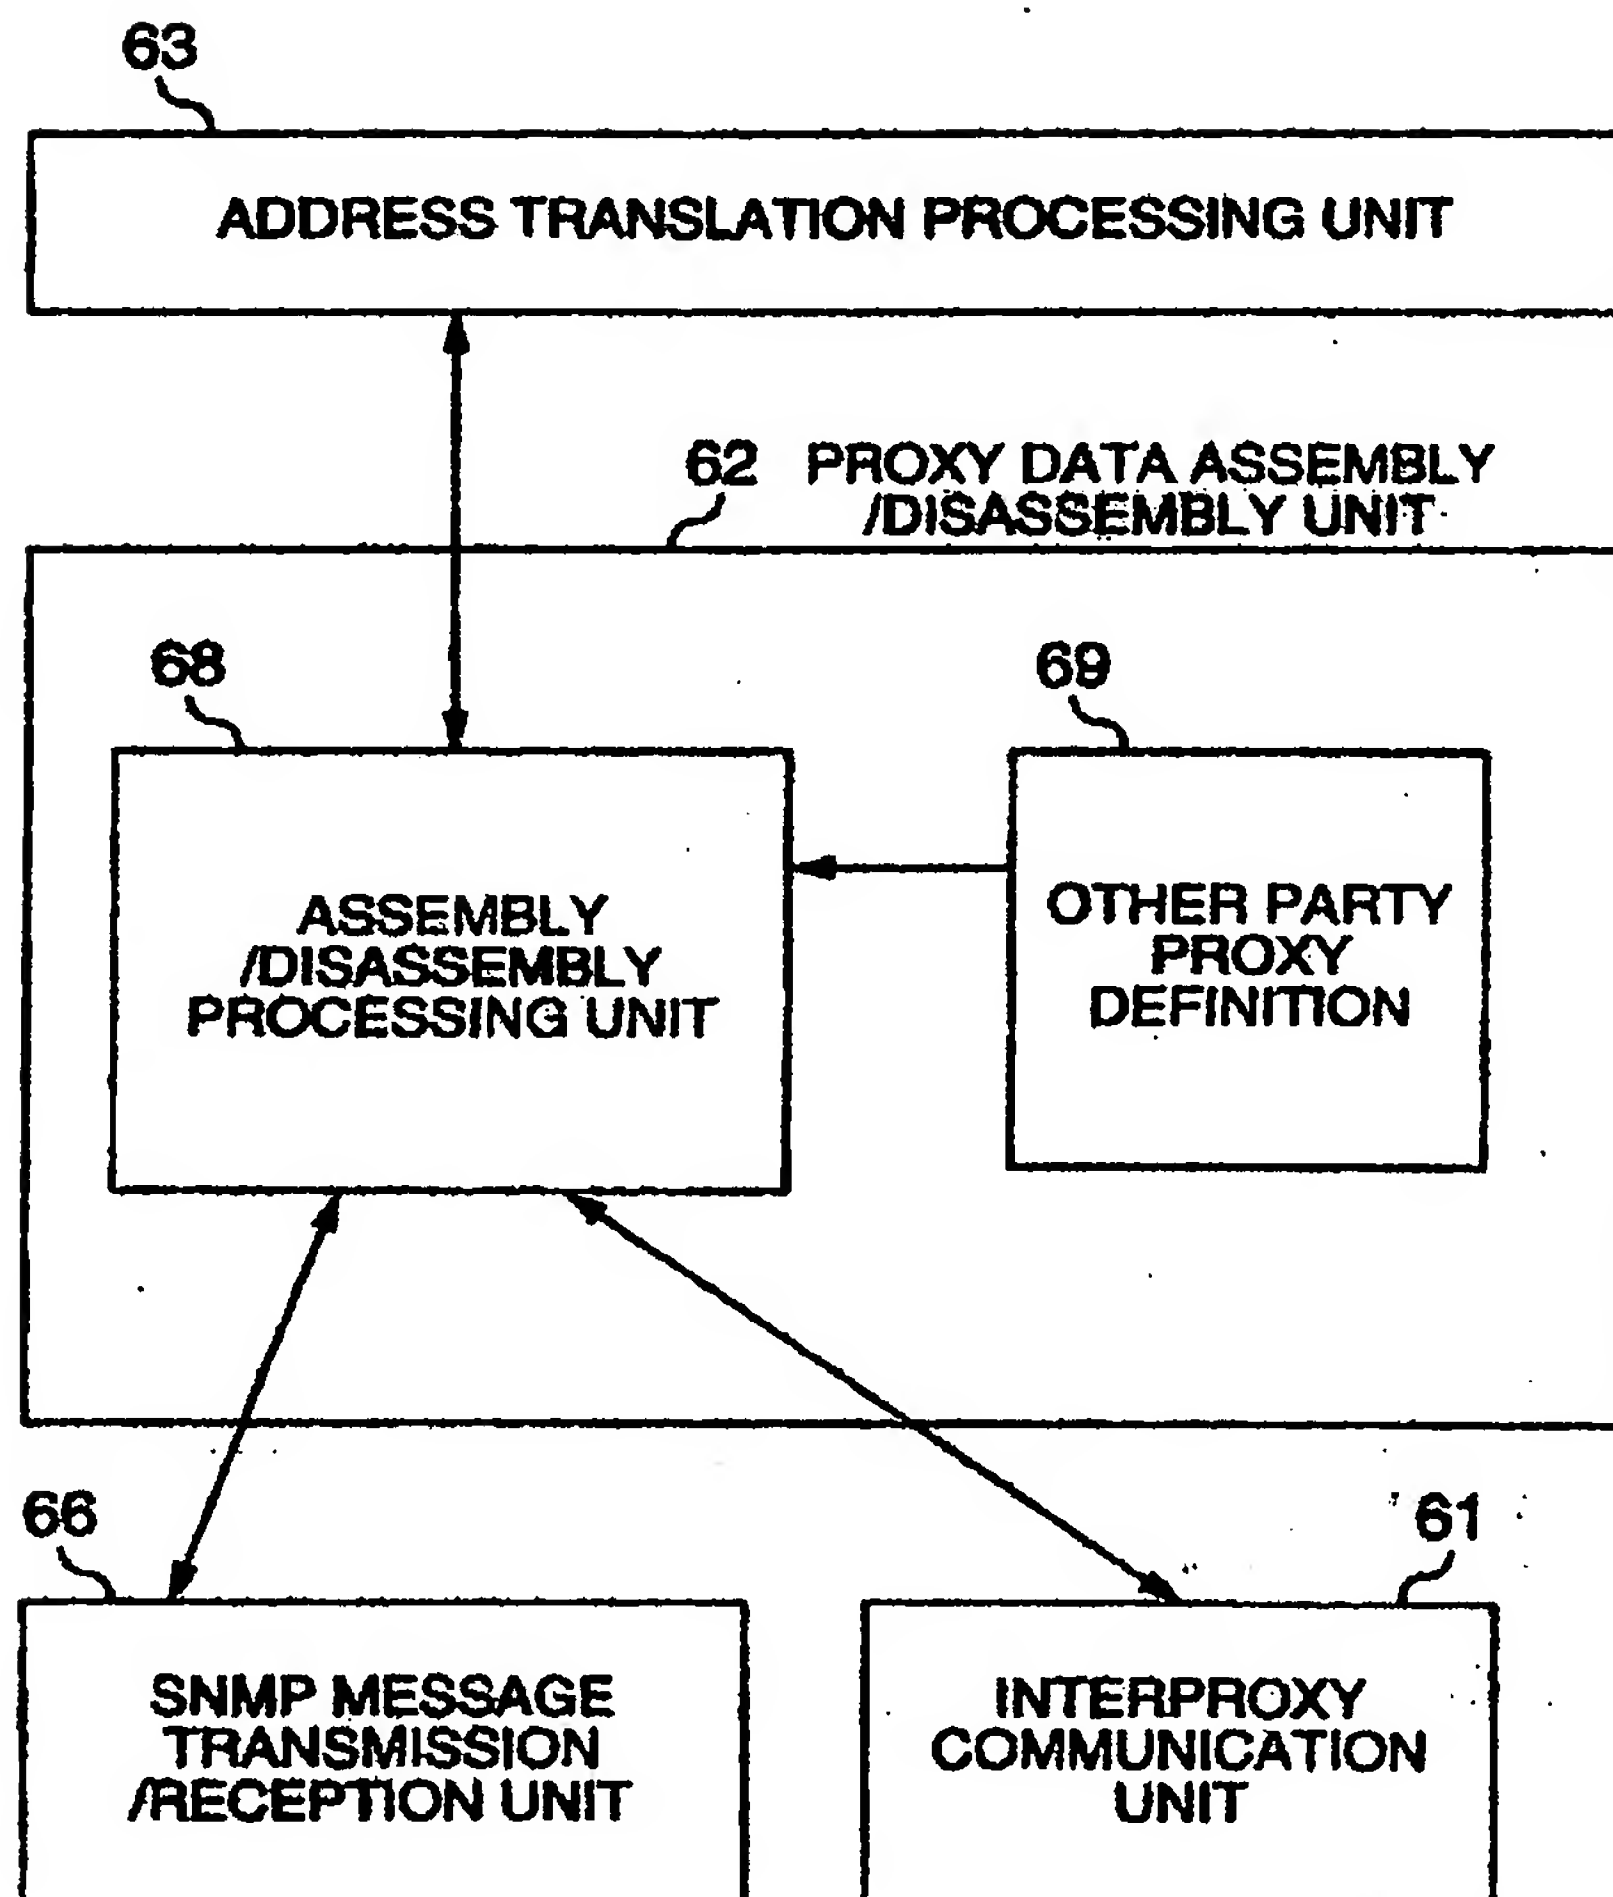 63
ADDRESS TRANSLATION PROCESSING UNIT
62 PROXY DATA ASSEMBLY
/DISASSEMBLY UNIT
68
69
ASSEMBLY
/DISASSEMBLY
PROCESSING UNIT
OTHER PARTY
PROXY
DEFINITION
66
61
SNMP MESSAGE
TRANSMISSION
/RECEPTION UNIT
INTERPROXY
COMMUNICATION
UNIT